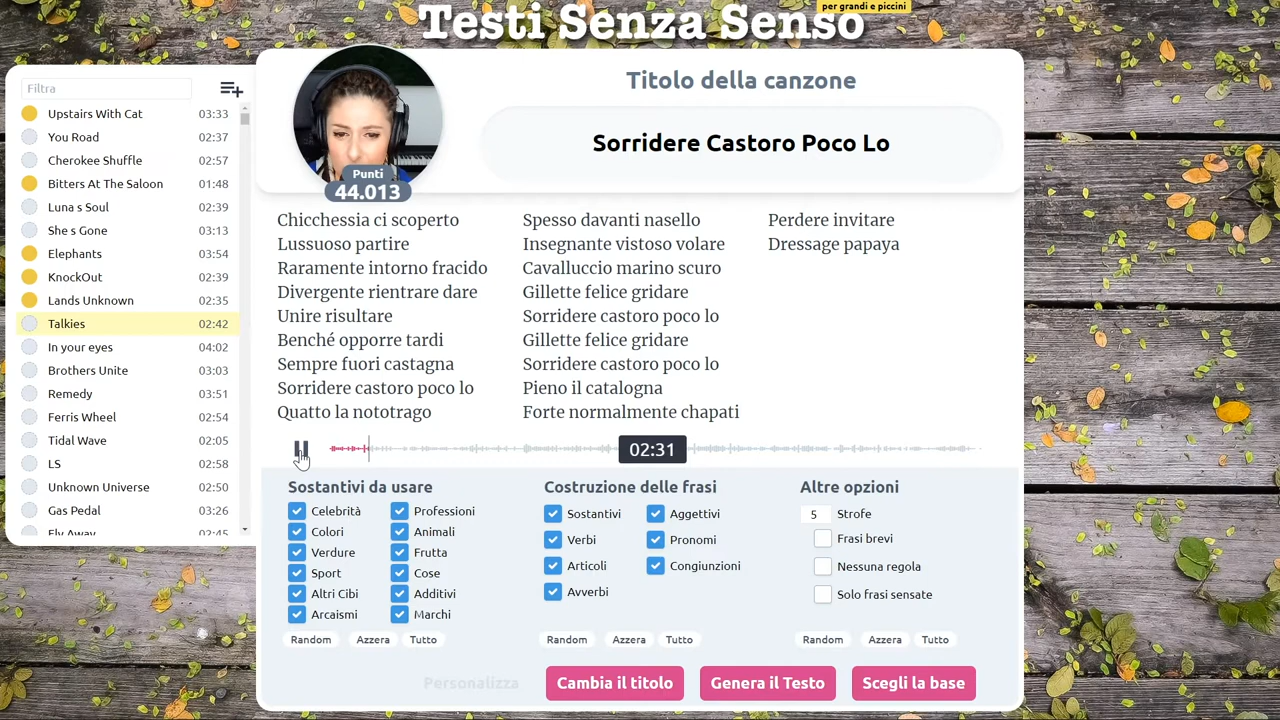 per grandi e piccini
Testi Senza Senso
Filtra
Upstairs With Cat 03:33
You Road 02:37
Cherokee Shuffle 02:57
Bitters At The Saloon 01:48
Luna s Soul 02:39
She s Gone 03:13
Elephants 03:54
KnockOut 02:39
Lands Unknown 02:35
Talkies 02:42
In your eyes 04:02
Brothers Unite 03:03
Remedy 03:51
Ferris Wheel 02:54
Tidal Wave 02:05
LS 02:58
Unknown Universe 02:50
Gas Pedal 03:26
Fly Away 02:45
Punti
44.013
Titolo della canzone
Sorridere Castoro Poco Lo
Chicchessia ci scoperto
Lussuoso partire
Raramente intorno fracido
Divergente rientrare dare
Unire risultare
Benché opporre tardi
Sempre fuori castagna
Sorridere castoro poco lo
Quatto la nototrago
Spesso davanti nasello
Insegnante vistoso volare
Cavalluccio marino scuro
Gillette felice gridare
Sorridere castoro poco lo
Gillette felice gridare
Sorridere castoro poco lo
Pieno il catalogna
Forte normalmente chapati
Perdere invitare
Dressage papaya
02:31
Sostantivi da usare
Celebrità Professioni
Colori Animali
Verdure Frutta
Sport Cose
Altri Cibi Additivi
Arcaismi Marchi
Random Azzera Tutto
Costruzione delle frasi
Sostantivi Aggettivi
Verbi Pronomi
Articoli Congiunzioni
Avverbi
Random Azzera Tutto
Altre opzioni
5 Strofe
Frasi brevi
Nessuna regola
Solo frasi sensate
Random Azzera Tutto
Personalizza
Cambia il titolo
Genera il Testo
Scegli la base